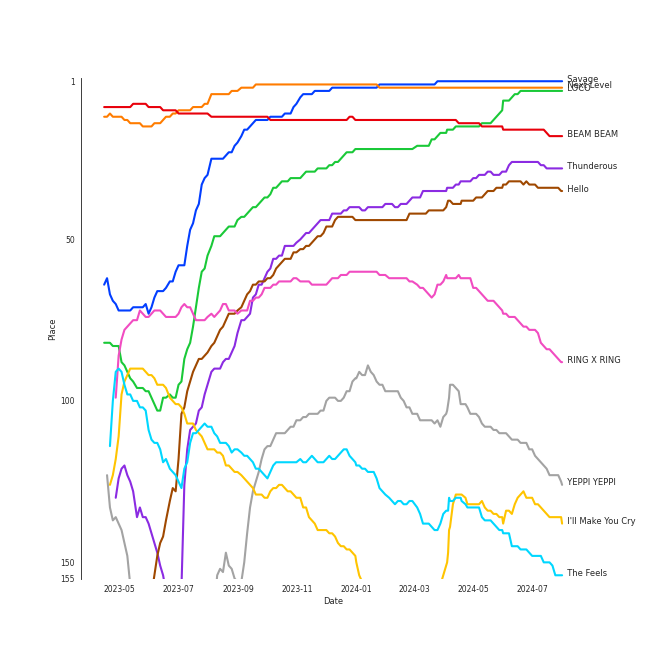 1
50
100
150
155
Place
2023-05
2023-07
2023-09
2023-11
2024-01
2024-03
2024-05
2024-07
Date
Savage
Next Level
LOCO
BEAM BEAM
Thunderous
Hello
RING X RING
YEPPI YEPPI
I'll Make You Cry
The Feels